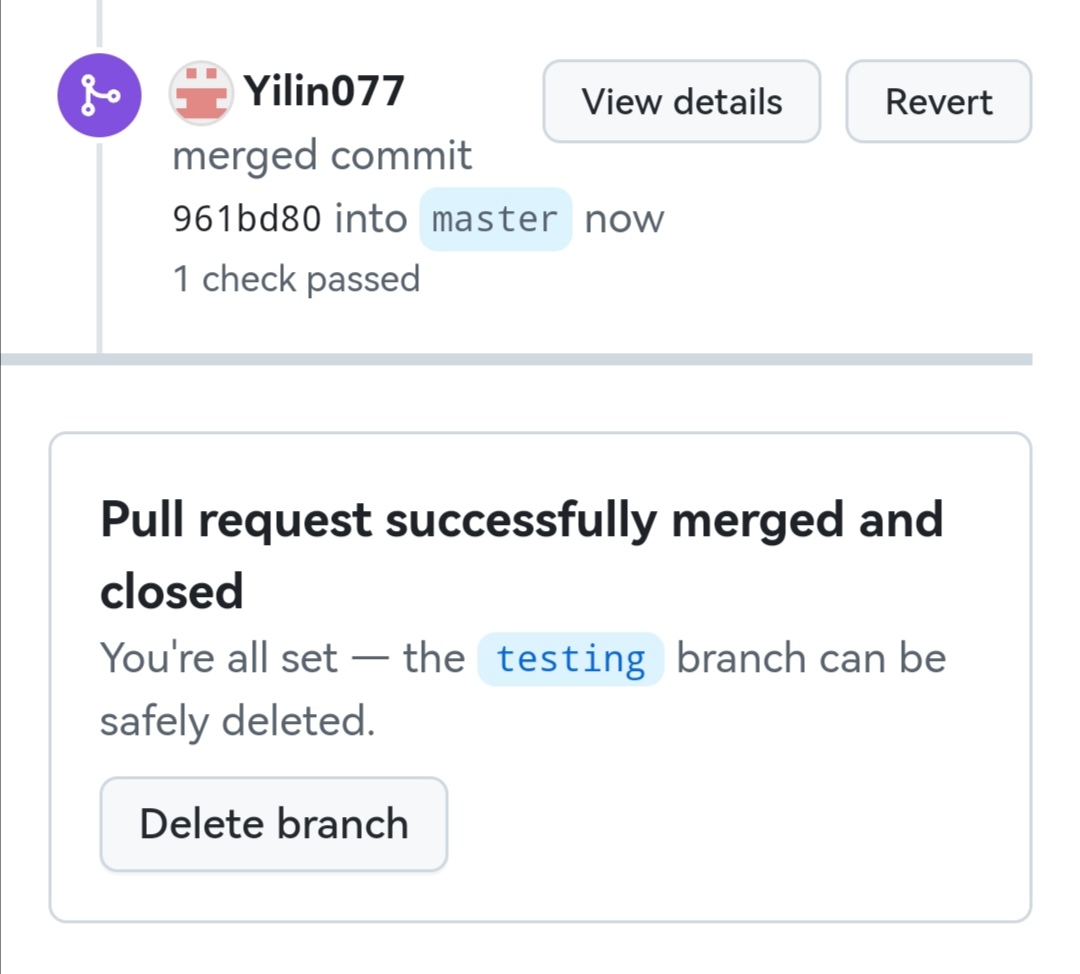 Yilin077
View details
Revert
merged commit
961bd80 into master now
1 check passed
Pull request successfully merged and
closed
You're all set — the testing branch can be
safely deleted.
Delete branch